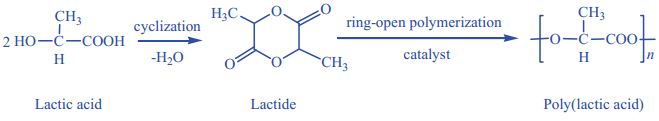 CH₃
2 HO—C—COOH
H
cyclization
-H₂O
H₃C
O
O
O
O
CH₃
ring-open polymerization
catalyst
CH₃
O—C—COO
H
n
Lactic acid
Lactide
Poly(lactic acid)